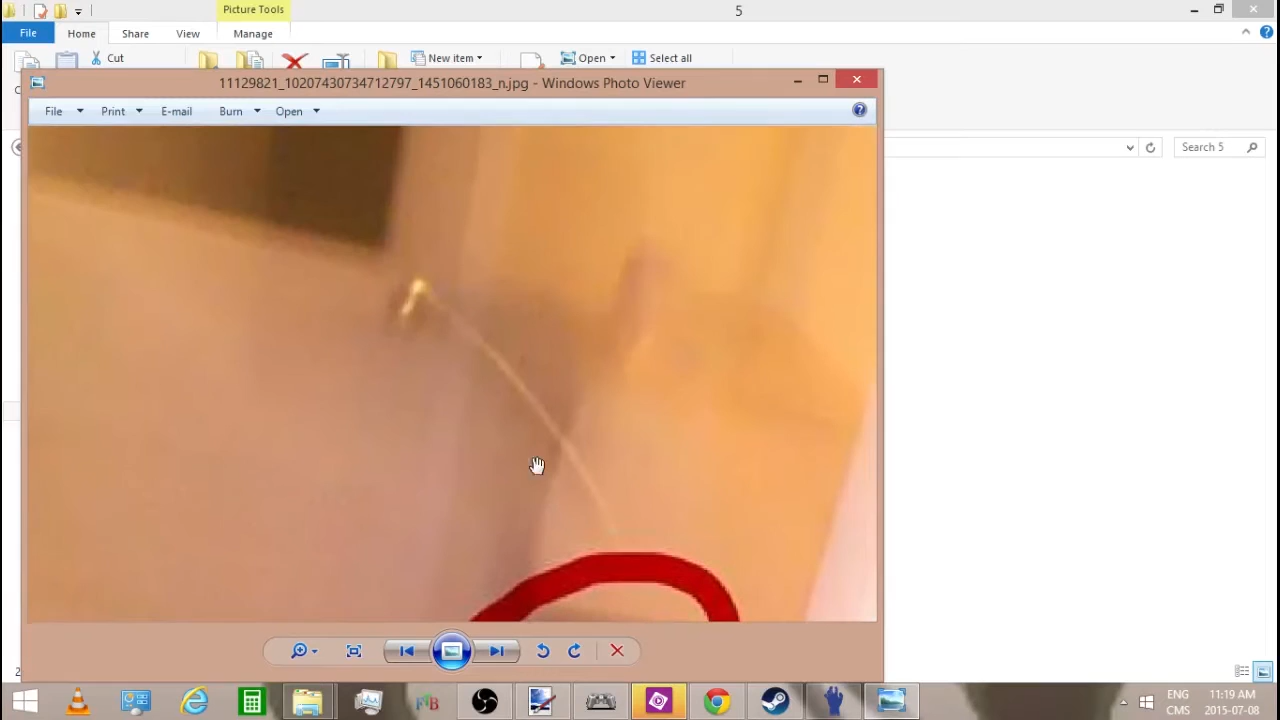 Picture Tools
5
File
Home
Share
View
Manage
Cut
New item
Open
Select all
11129821_10207430734712797_1451060183_n.jpg - Windows Photo Viewer
File
Print
E-mail
Burn
Open
Search 5
ENG
11:19 AM
CMS
2015-07-08